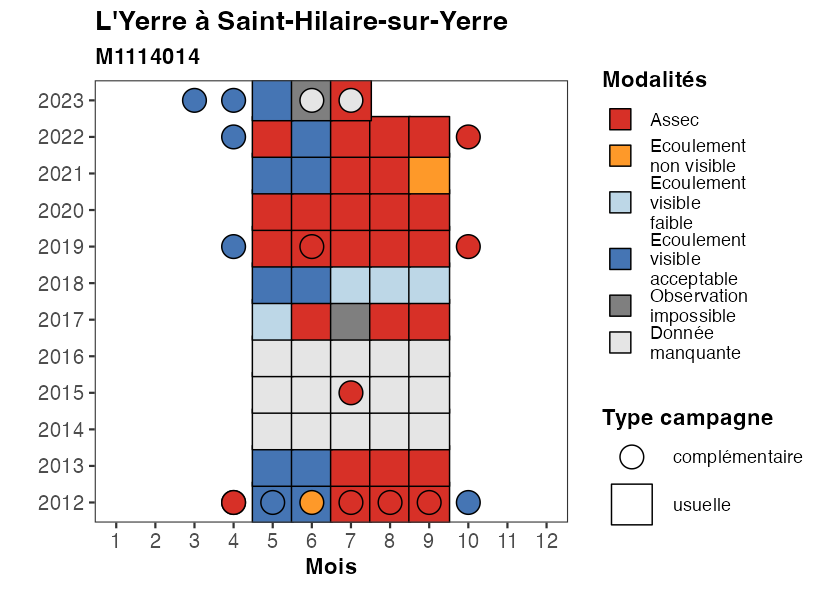 L'Yerre à Saint-Hilaire-sur-Yerre
M1114014
2023
2022
2021
2020
2019
2018
2017
2016
2015
2014
2013
2012
1 2 3 4 5 6 7 8 9 10 11 12
Mois
Modalités
Assec
Ecoulement
non visible
Ecoulement
visible
faible
Ecoulement
visible
acceptable
Observation
impossible
Donnée
manquante
Type campagne
complémentaire
usuelle